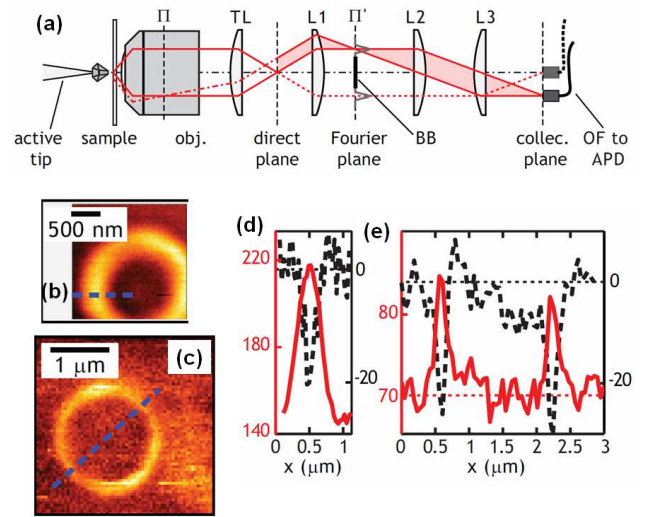 (a)
Π
TL
L1
Π'
L2
L3
active tip
sample
obj.
direct plane
Fourier plane
BB
collec. plane
OF to APD
500 nm
(b)
1 μm
(c)
(d)
220
180
140
0
-20
0
0.5
1
x (μm)
(e)
80
70
0
-20
0
0.5
1
1.5
2
2.5
3
x (μm)